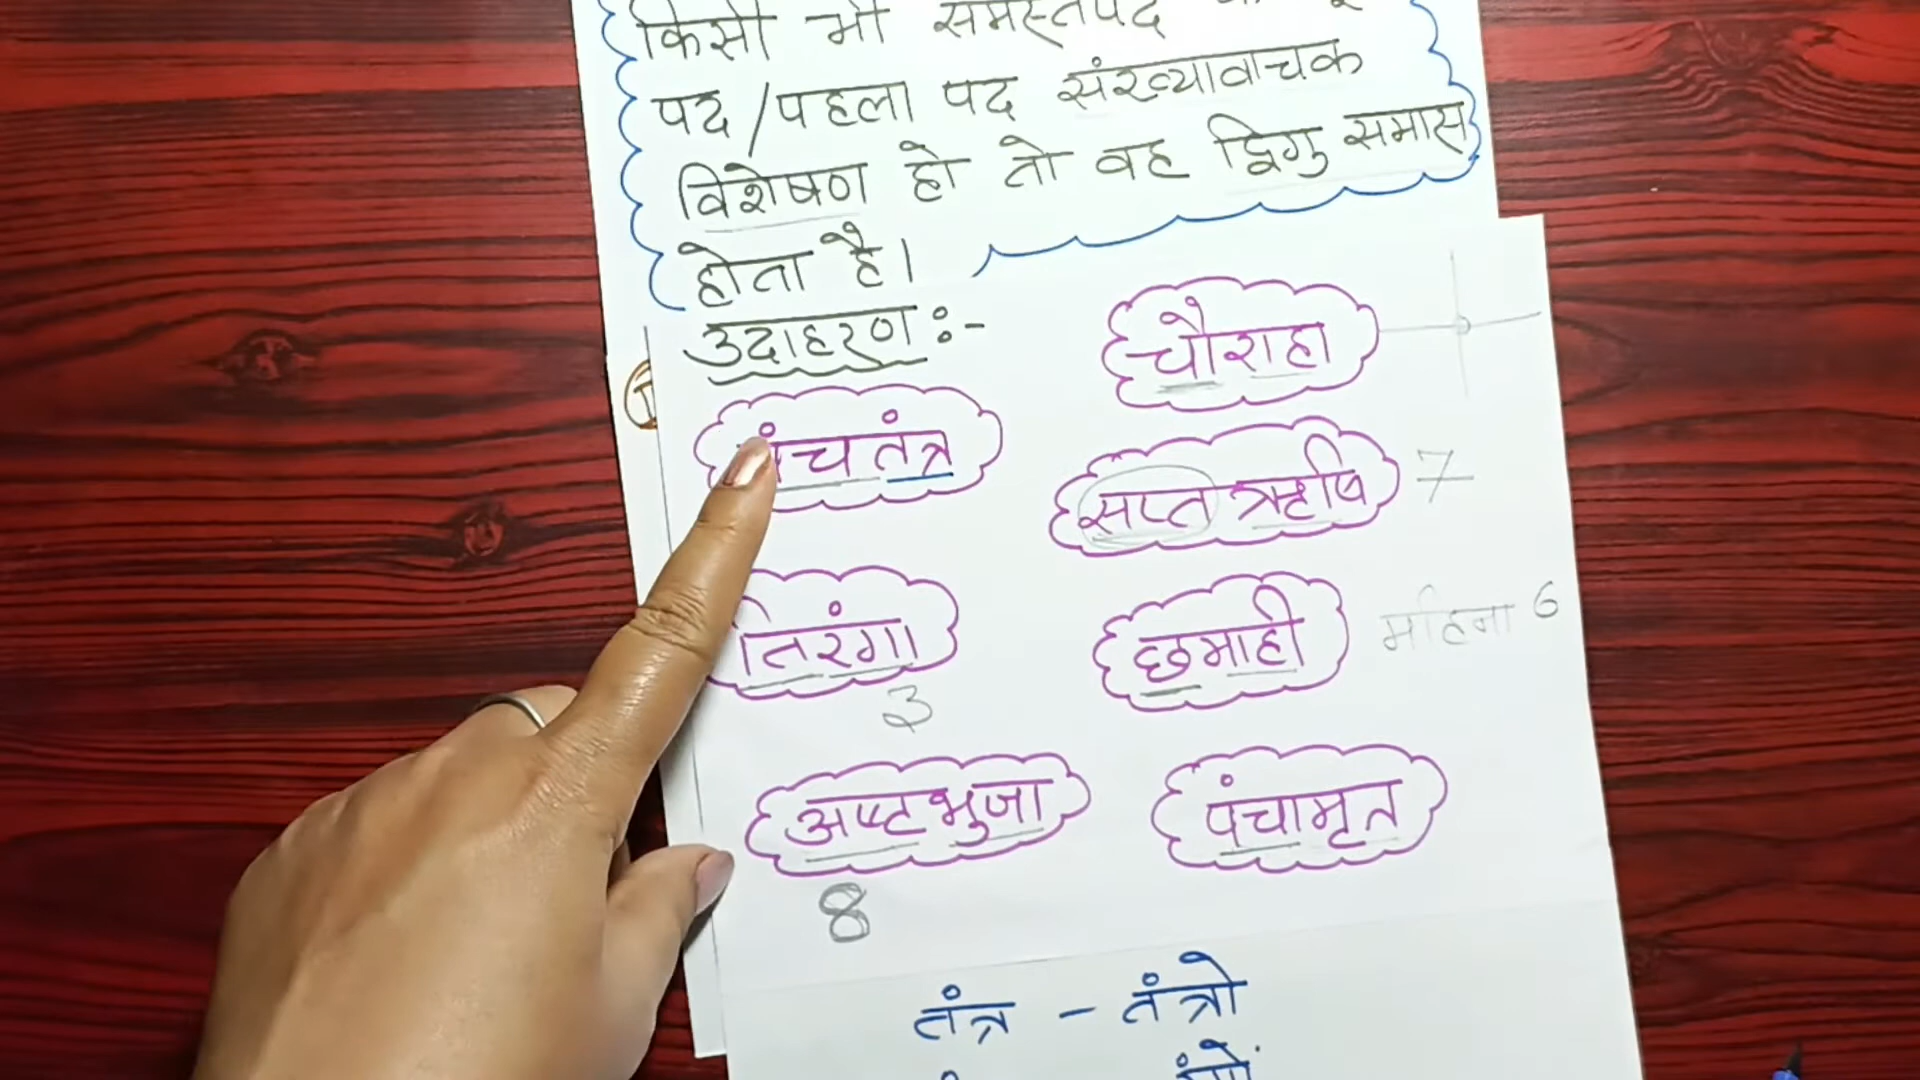 किसी भी समस्तपद
पद/पहला पद संख्यावाचक
विशेषण हो तो वह द्विगु समास
होता है।
उदाहरण :-
चौराहा
पंचतंत्र
सप्तऋषि 7
तिरंगा
3
छमाही महिना 6
अष्टभुजा
8
पंचामृत
तंत्र - तंत्रो